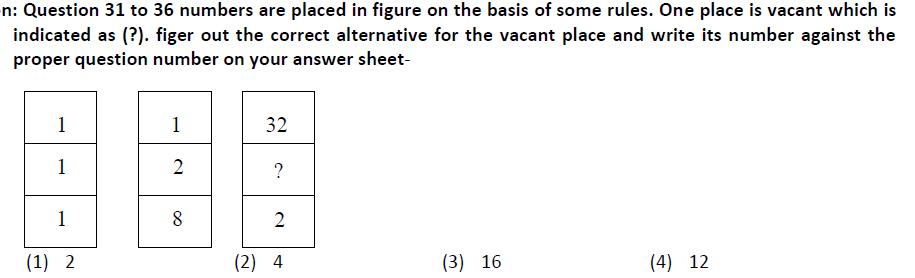 n: Question 31 to 36 numbers are placed in figure on the basis of some rules. One place is vacant which is
indicated as (?). figer out the correct alternative for the vacant place and write its number against the
proper question number on your answer sheet-
1 1 32
1 2 ?
1 8 2
(1) 2 (2) 4 (3) 16 (4) 12